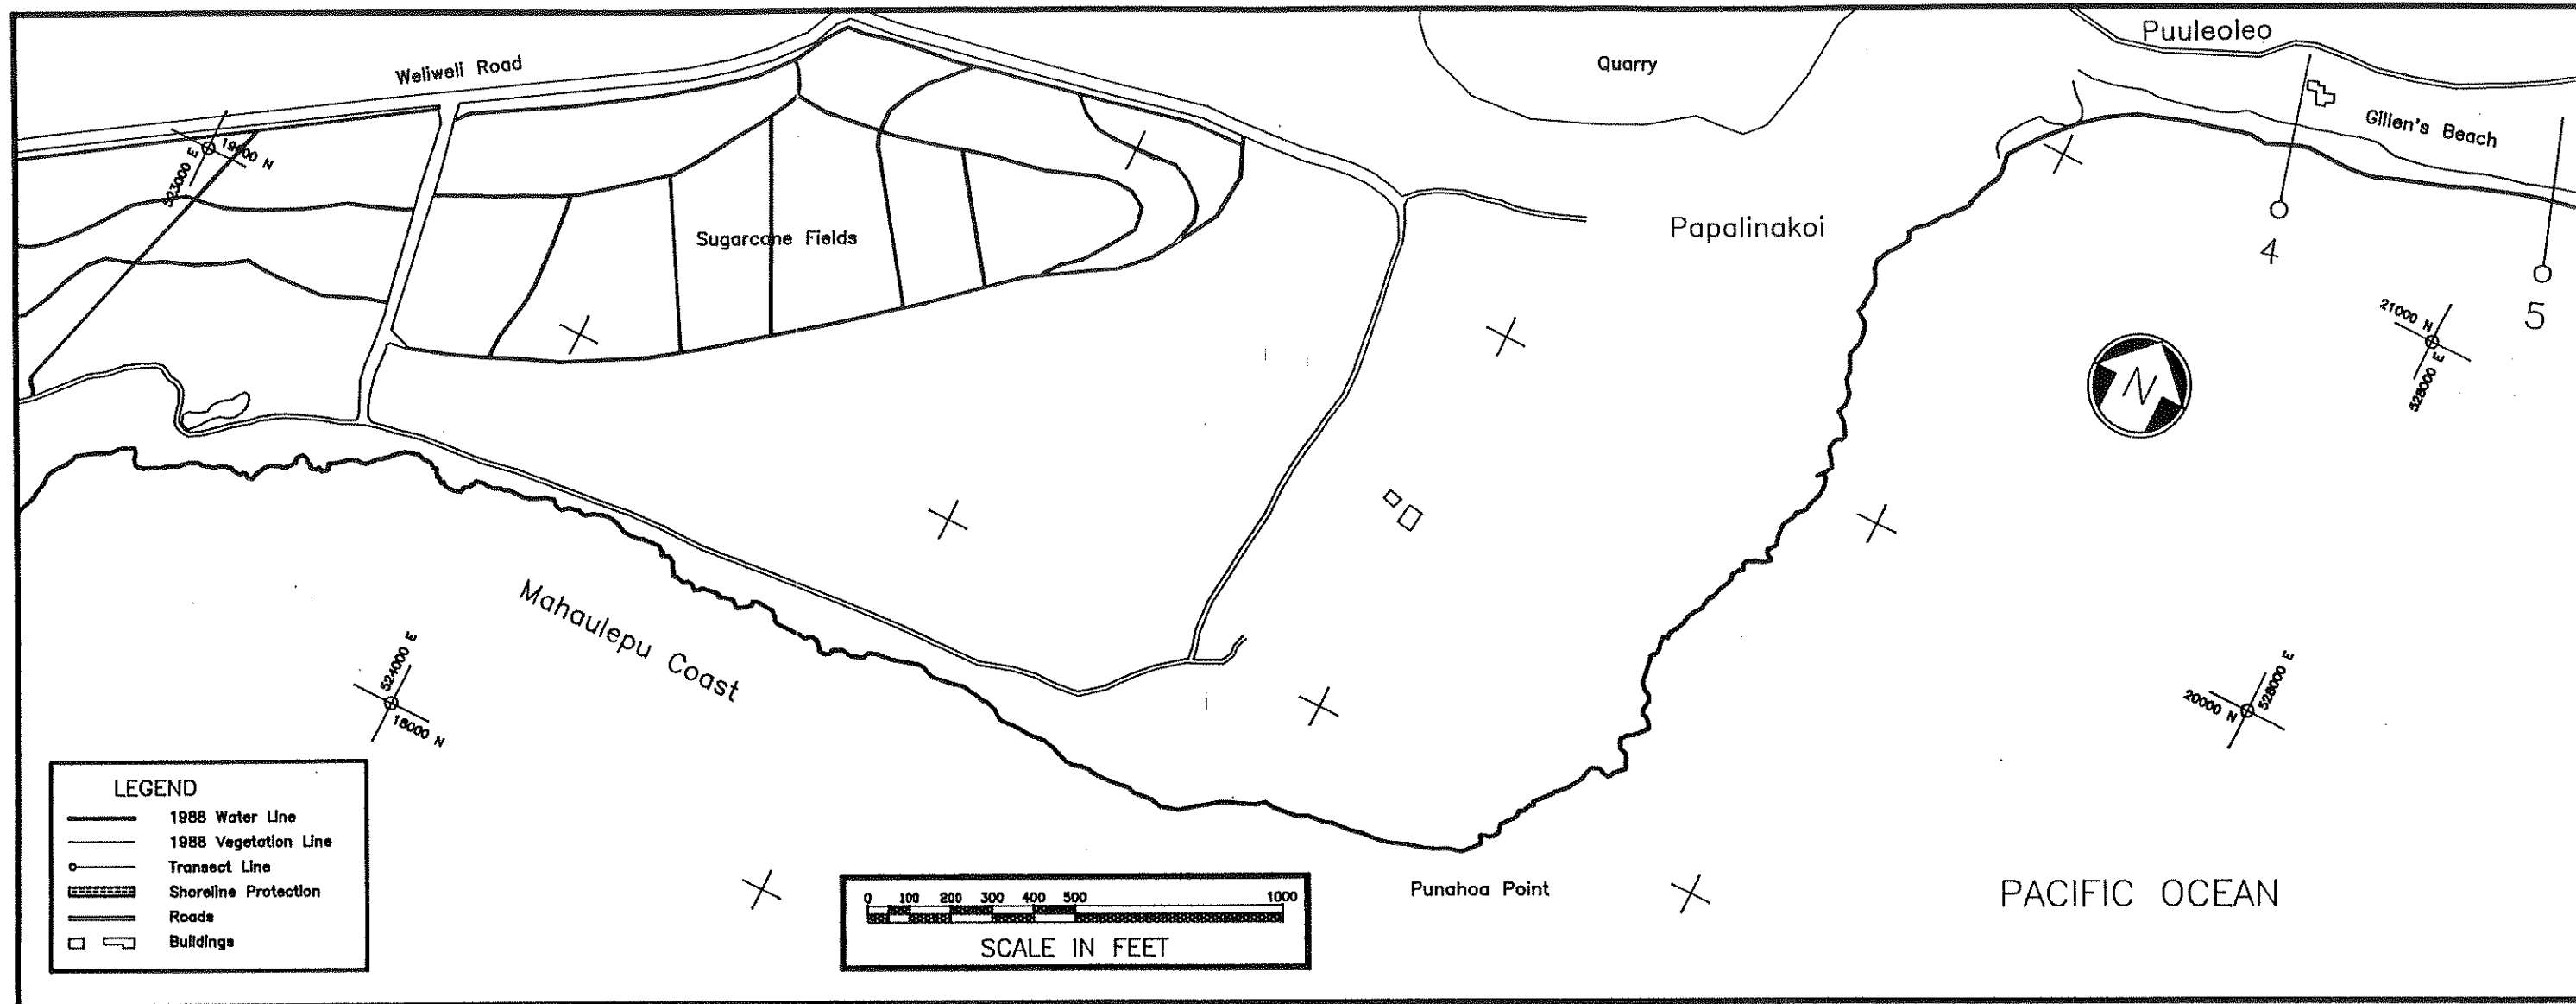 Puuleoleo
Weliweli Road
Quarry
Gillen's Beach
19000 N
523000 E
Papalinakoi
Sugarcane Fields
4
5
21000 N
528000 E
N
Mahaulepu Coast
524000 E
18000 N
20000 N
528000 E
LEGEND
1988 Water Line
1988 Vegetation Line
Transect Line
Shoreline Protection
Roads
Buildings
0 100 200 300 400 500 1000
SCALE IN FEET
Punahoa Point
PACIFIC OCEAN